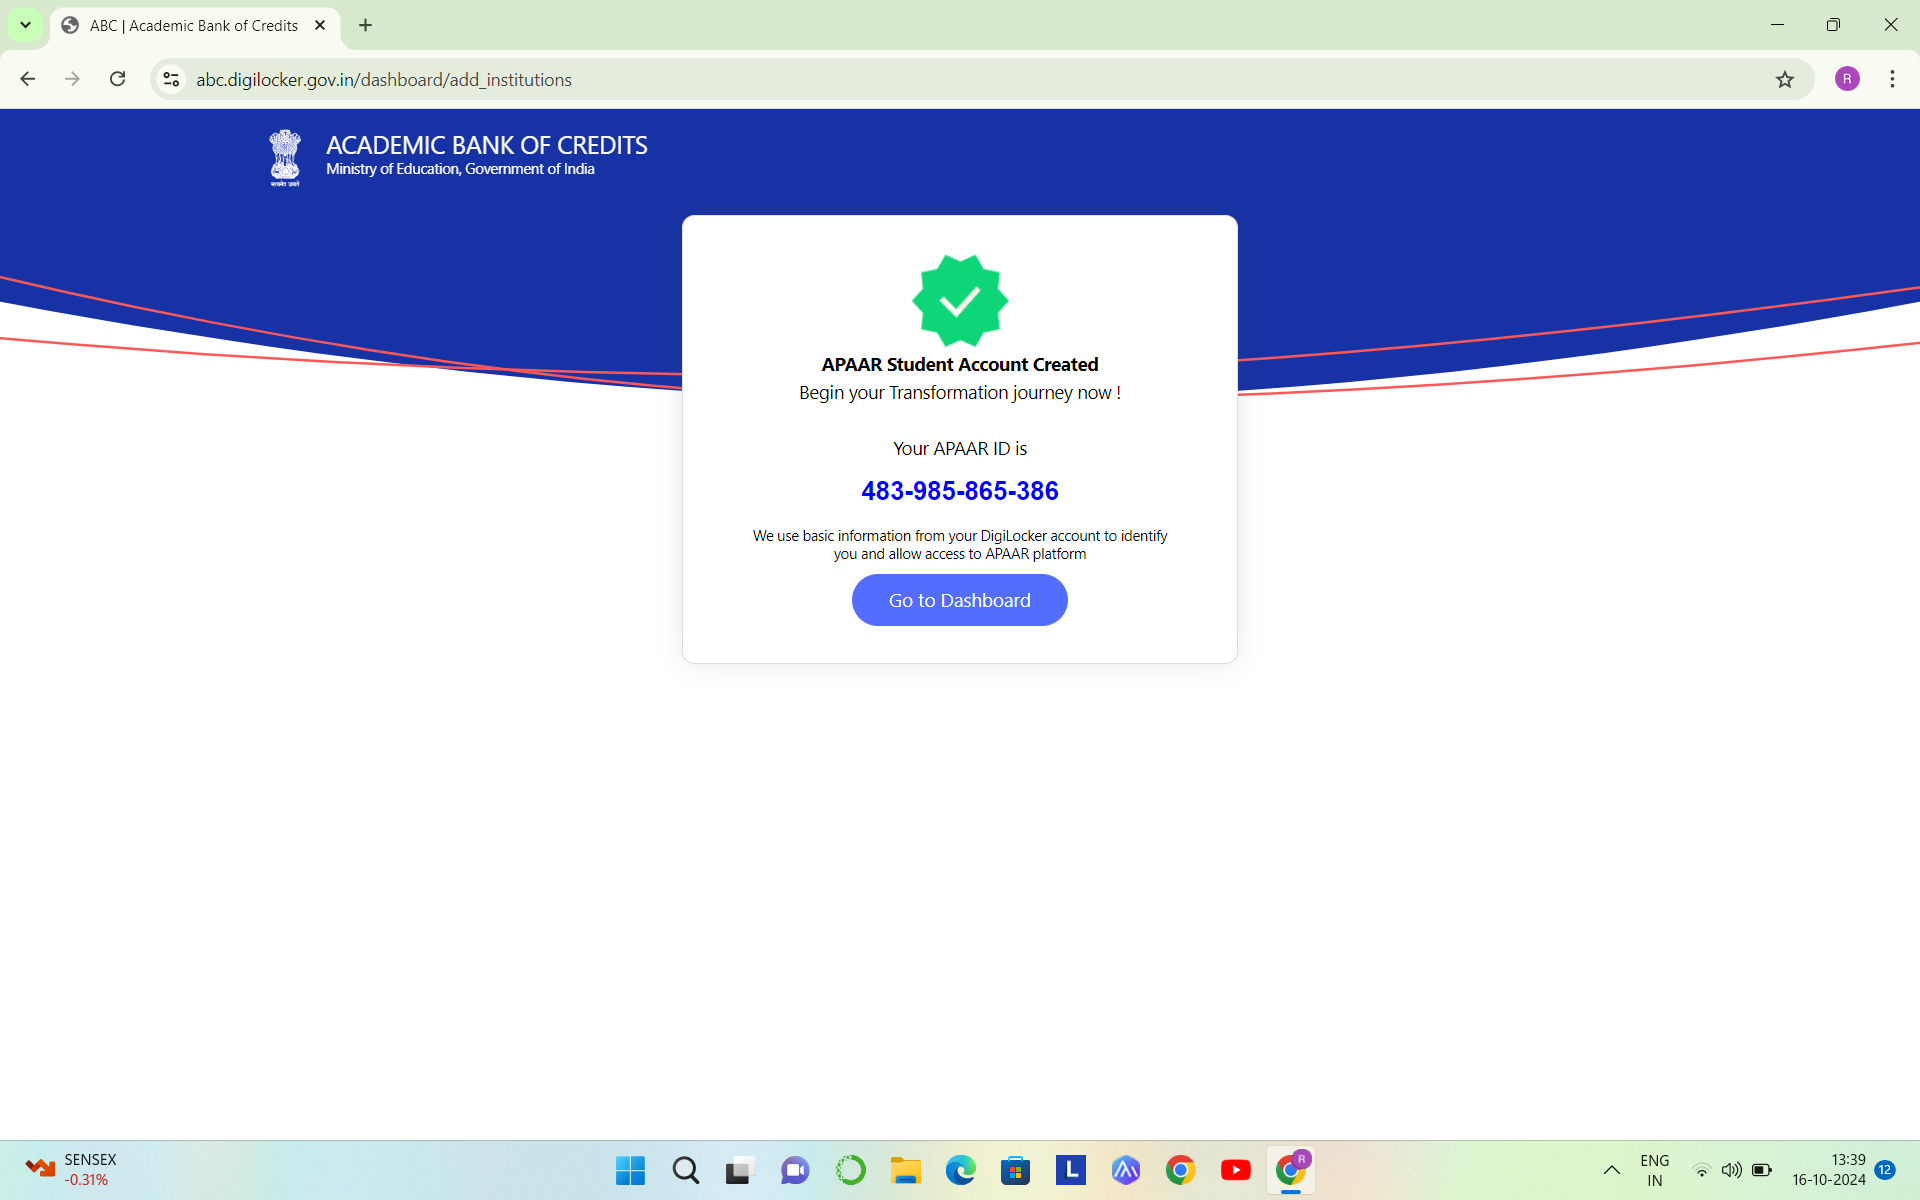 ABC | Academic Bank of Credits
R
abc.digilocker.gov.in/dashboard/add_institutions
ACADEMIC BANK OF CREDITS
Ministry of Education, Government of India
सत्यमेव जयते
APAAR Student Account Created
Begin your Transformation journey now !
Your APAAR ID is
483-985-865-386
We use basic information from your DigiLocker account to identify
you and allow access to APAAR platform
Go to Dashboard
SENSEX
-0.31%
L
R
ENG
IN
13:39
16-10-2024
12